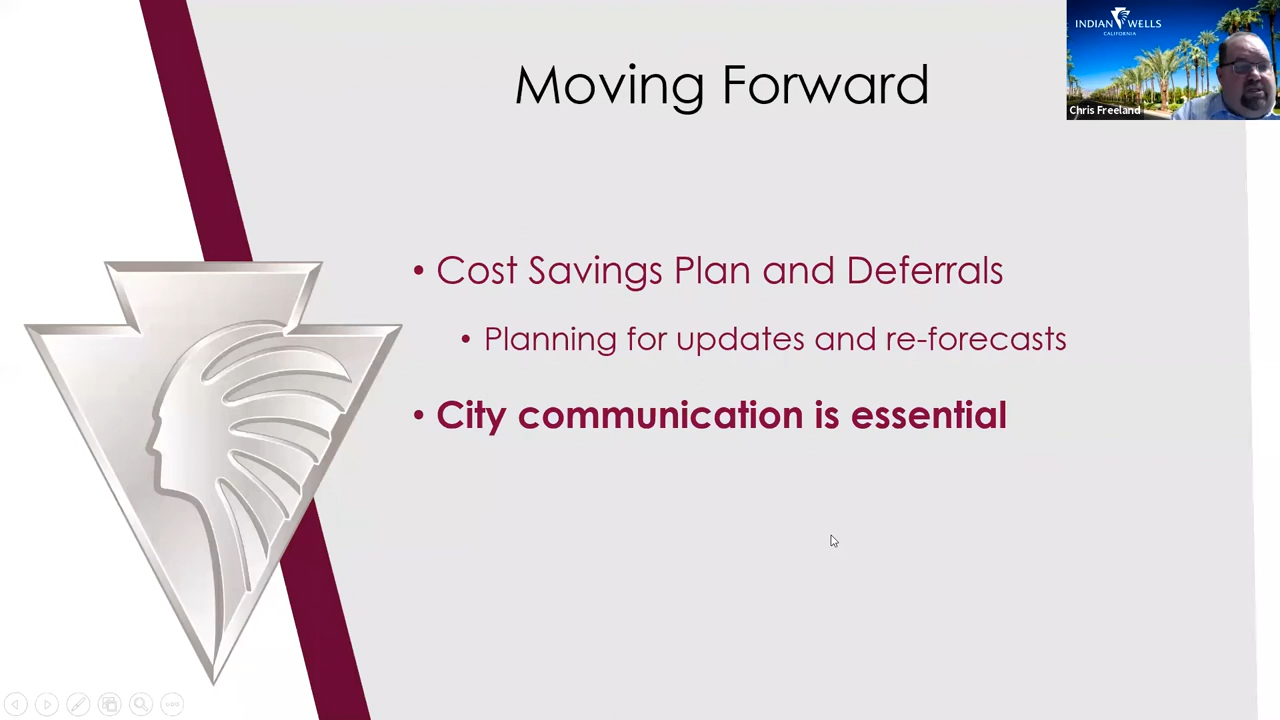 Moving Forward
INDIAN WELLS
CALIFORNIA
Chris Freeland
• Cost Savings Plan and Deferrals
• Planning for updates and re-forecasts
• City communication is essential